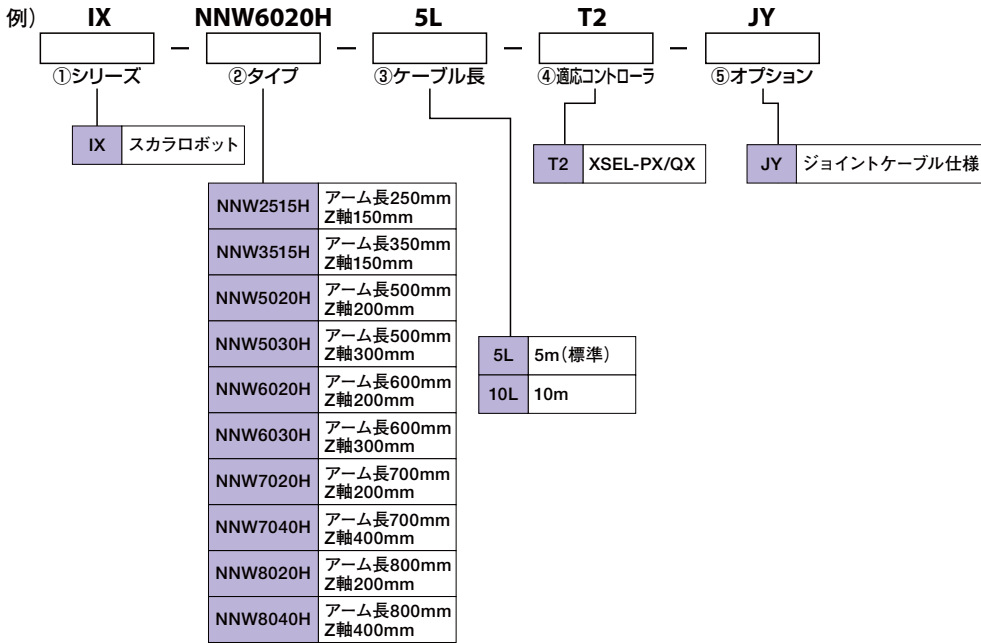 例) IX NNW6020H 5L T2 JY
— — — —
①シリーズ ②タイプ ③ケーブル長 ④適応コントローラ ⑤オプション
IX スカラロボット
T2 XSEL-PX/QX
JY ジョイントケーブル仕様
NNW2515H アーム長250mm
Z軸150mm
NNW3515H アーム長350mm
Z軸150mm
NNW5020H アーム長500mm
Z軸200mm
NNW5030H アーム長500mm
Z軸300mm
NNW6020H アーム長600mm
Z軸200mm
NNW6030H アーム長600mm
Z軸300mm
NNW7020H アーム長700mm
Z軸200mm
NNW7040H アーム長700mm
Z軸400mm
NNW8020H アーム長800mm
Z軸200mm
NNW8040H アーム長800mm
Z軸400mm
5L 5m(標準)
10L 10m